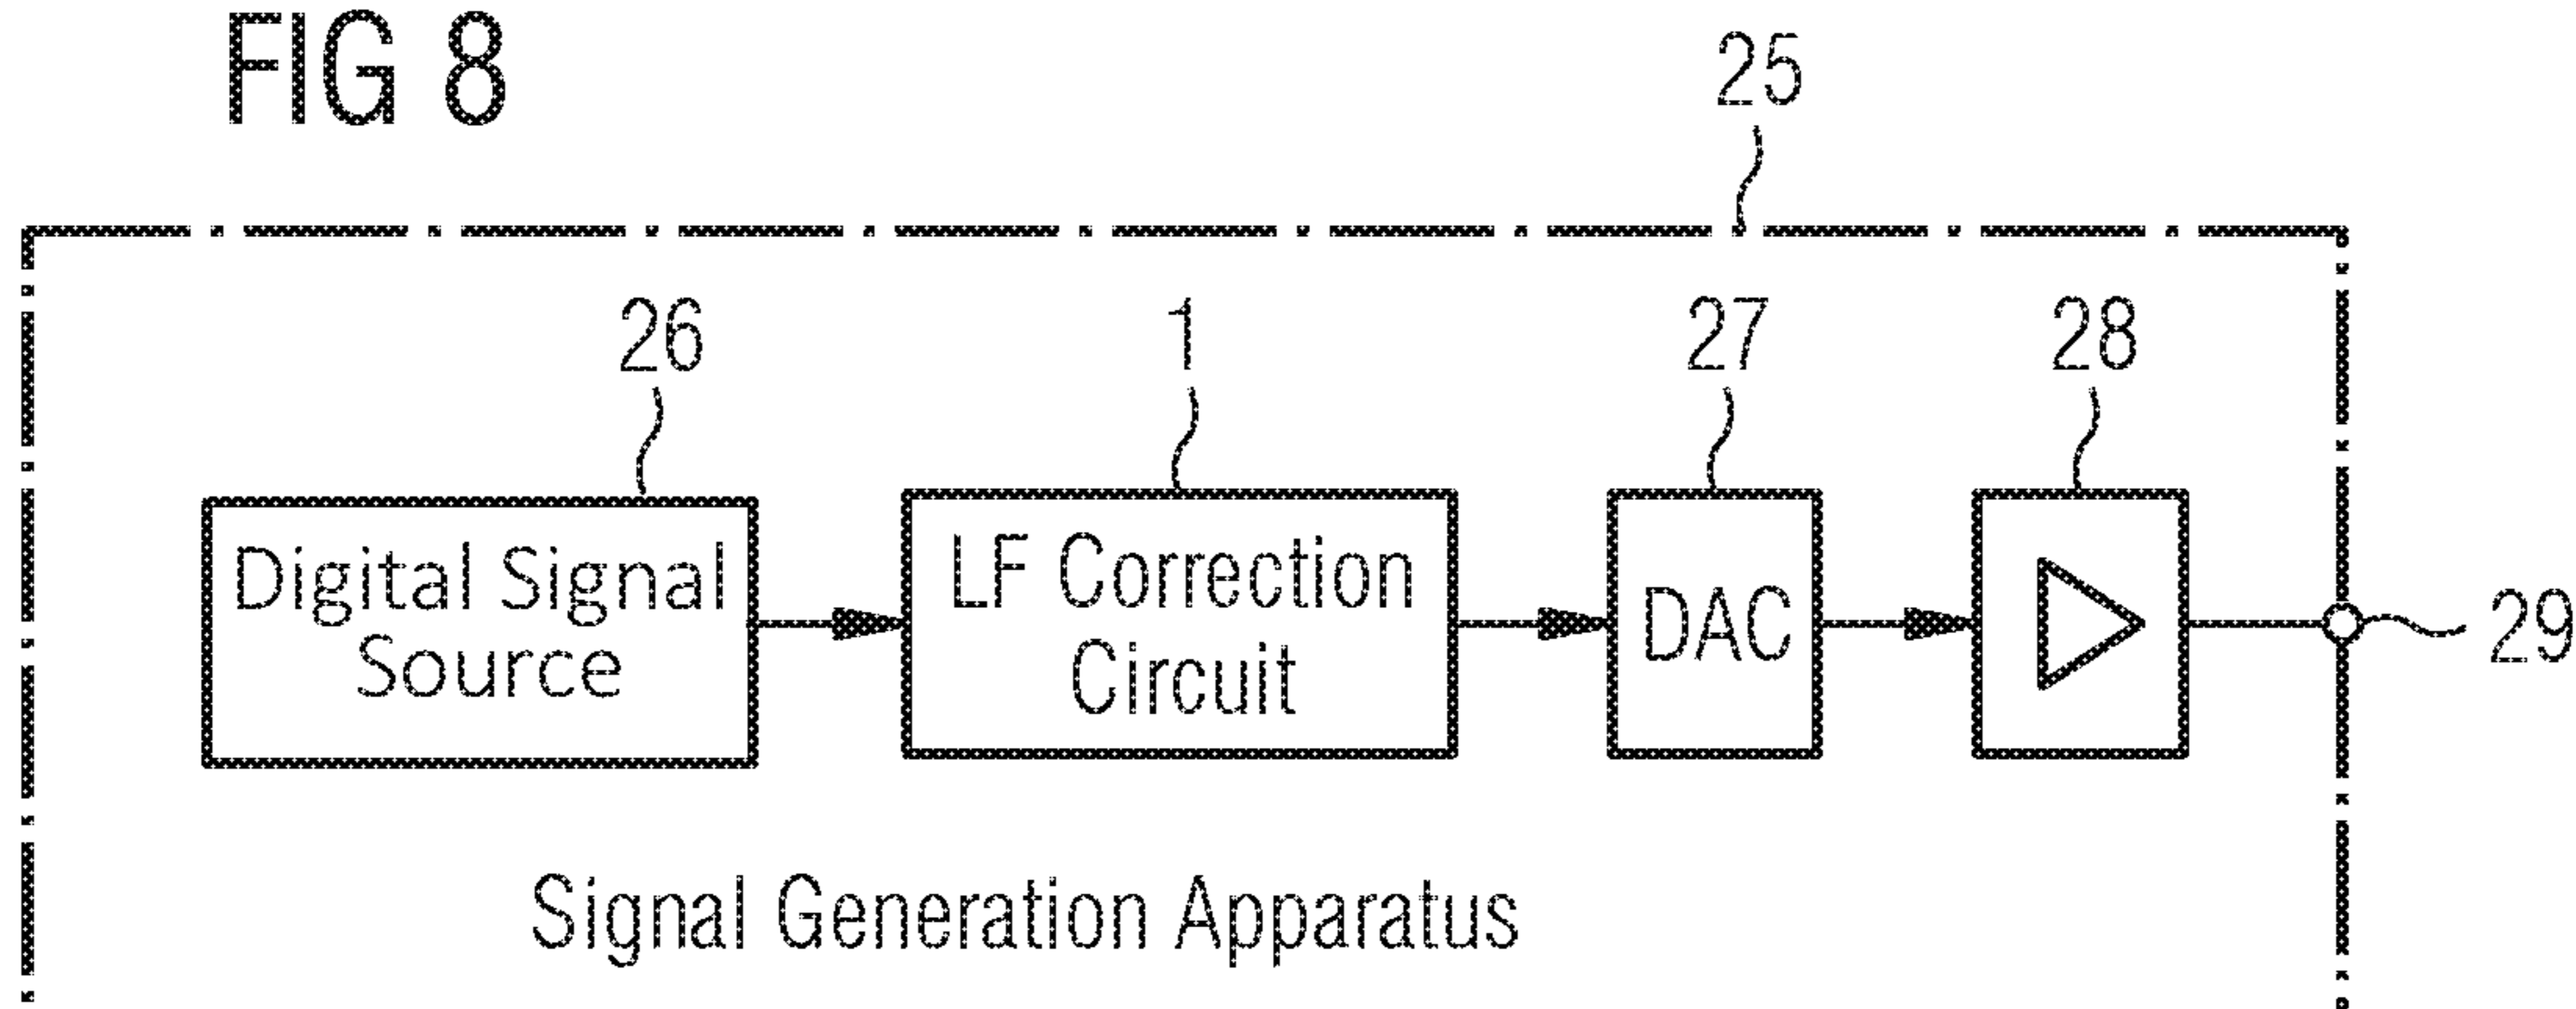 FIG 8
25
26
1
27
28
Digital Signal
Source
LF Correction
Circuit
DAC
29
Signal Generation Apparatus